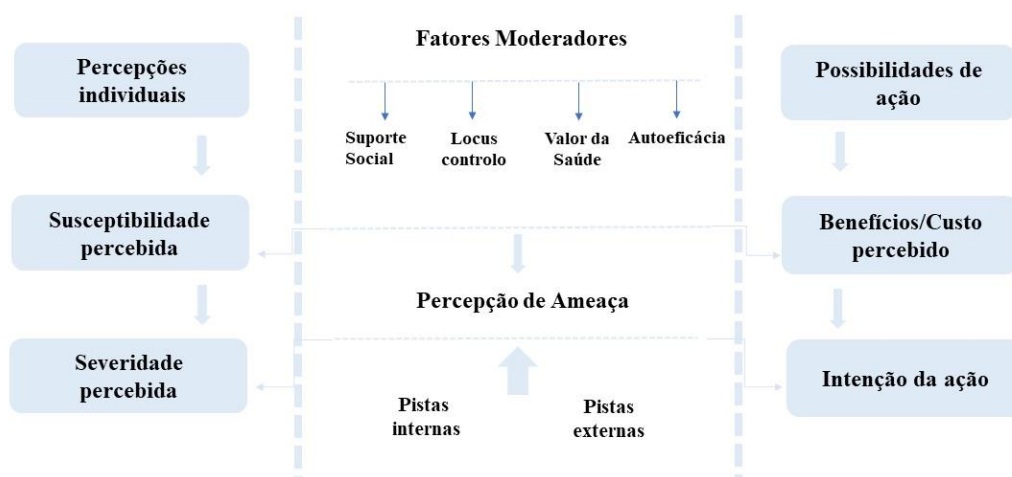 Percepções
individuais
Susceptibilidade
percebida
Severidade
percebida
Fatores Moderadores
Suporte
Social
Locus
controlo
Valor da
Saúde
Autoeficácia
Percepção de Ameaça
Pistas
internas
Pistas
externas
Possibilidades de
ação
Benefícios/Custo
percebido
Intenção da ação